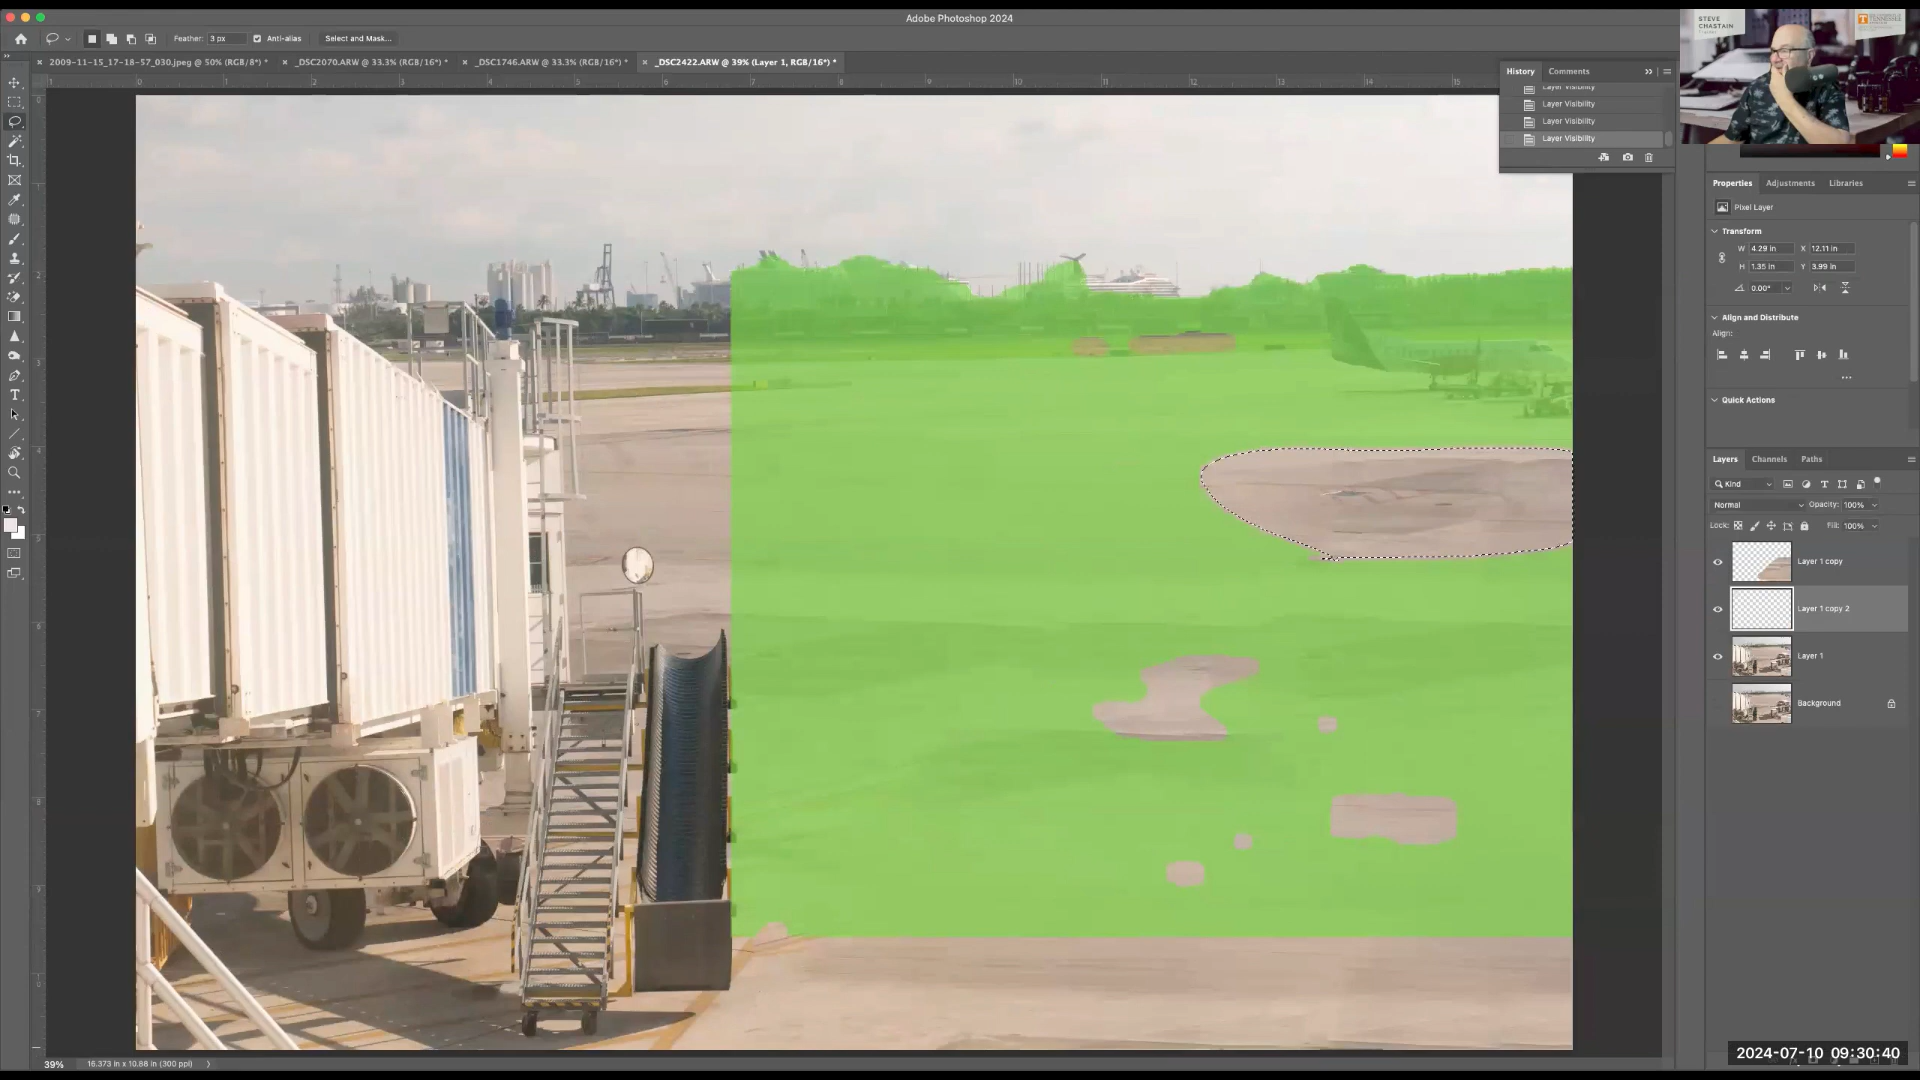 Adobe Photoshop 2024
STEVE
CHASTAIN
TENNESSEE
Feather: 3 px
Anti-alias
Select and Mask...
2009-11-15_17-18-57_030.jpeg @ 50% (RGB/8*) *
_DSC2070.ARW @ 33.3% (RGB/16*) *
_DSC1746.ARW @ 33.3% (RGB/16*) *
_DSC2422.ARW @ 39% (Layer 1, RGB/16*) *
History
Comments
Layer Visibility
Layer Visibility
Layer Visibility
Layer Visibility
Properties
Adjustments
Libraries
Pixel Layer
Transform
W 4.29 in
X 12.11 in
H 1.35 in
Y 3.99 in
0.00°
Align and Distribute
Align:
Quick Actions
Layers
Channels
Paths
Kind
Normal
Opacity: 100%
Lock:
Fill: 100%
Layer 1 copy
Layer 1 copy 2
Layer 1
Background
39%
16.373 in x 10.88 in (300 ppi)
2024-07-10 09:30:40